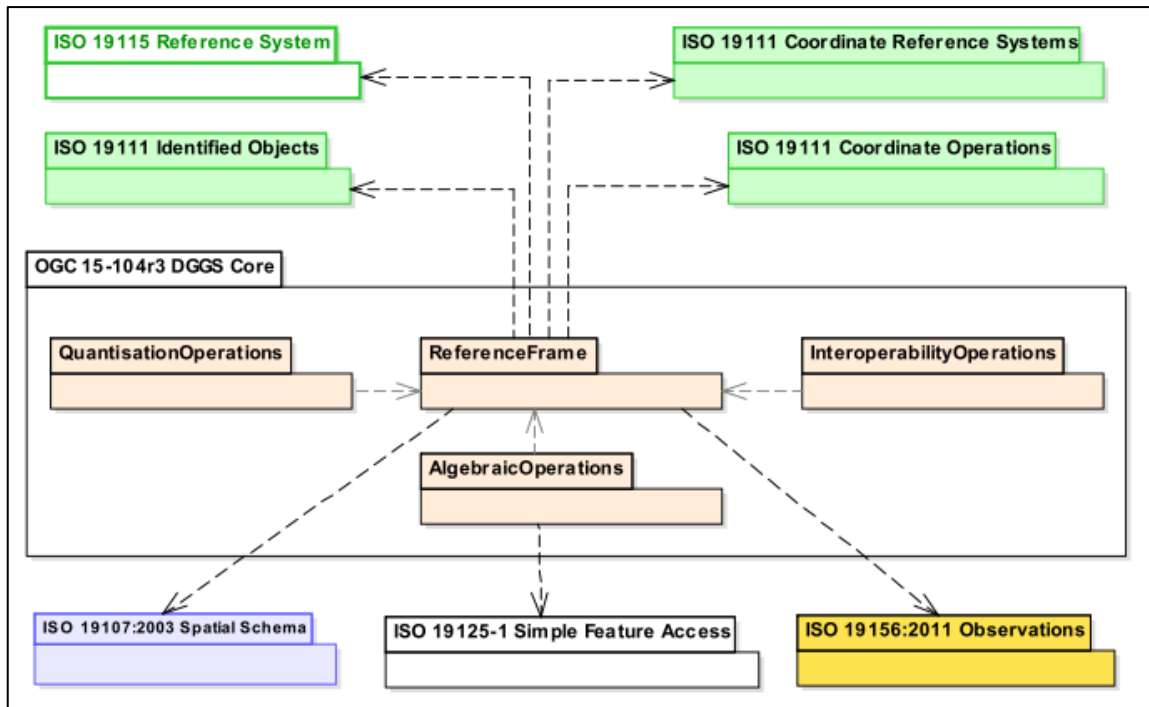 ISO 19115 Reference System
ISO 19111 Coordinate Reference Systems
ISO 19111 Identified Objects
ISO 19111 Coordinate Operations
OGC 15-104r3 DGGS Core
QuantisationOperations
ReferenceFrame
InteroperabilityOperations
AlgebraicOperations
ISO 19107:2003 Spatial Schema
ISO 19125-1 Simple Feature Access
ISO 19156:2011 Observations